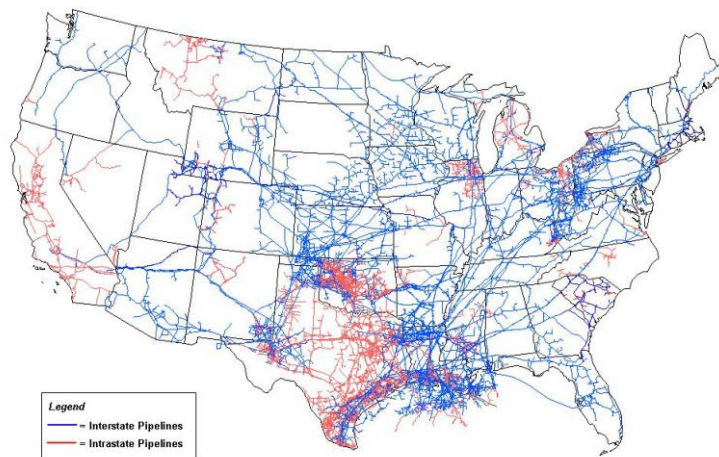 Legend
= Interstate Pipelines
= Intrastate Pipelines